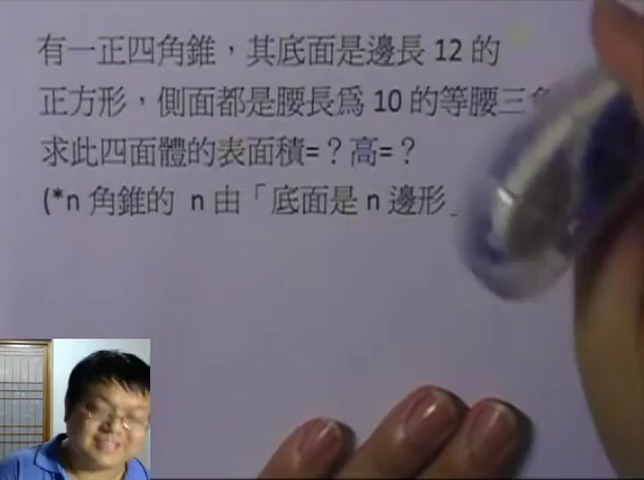 有一正四角錐，其底面是邊長 12 的
正方形，側面都是腰長爲 10 的等腰三
求此四面體的表面積=？高=？
(*n 角錐的 n 由「底面是 n 邊形